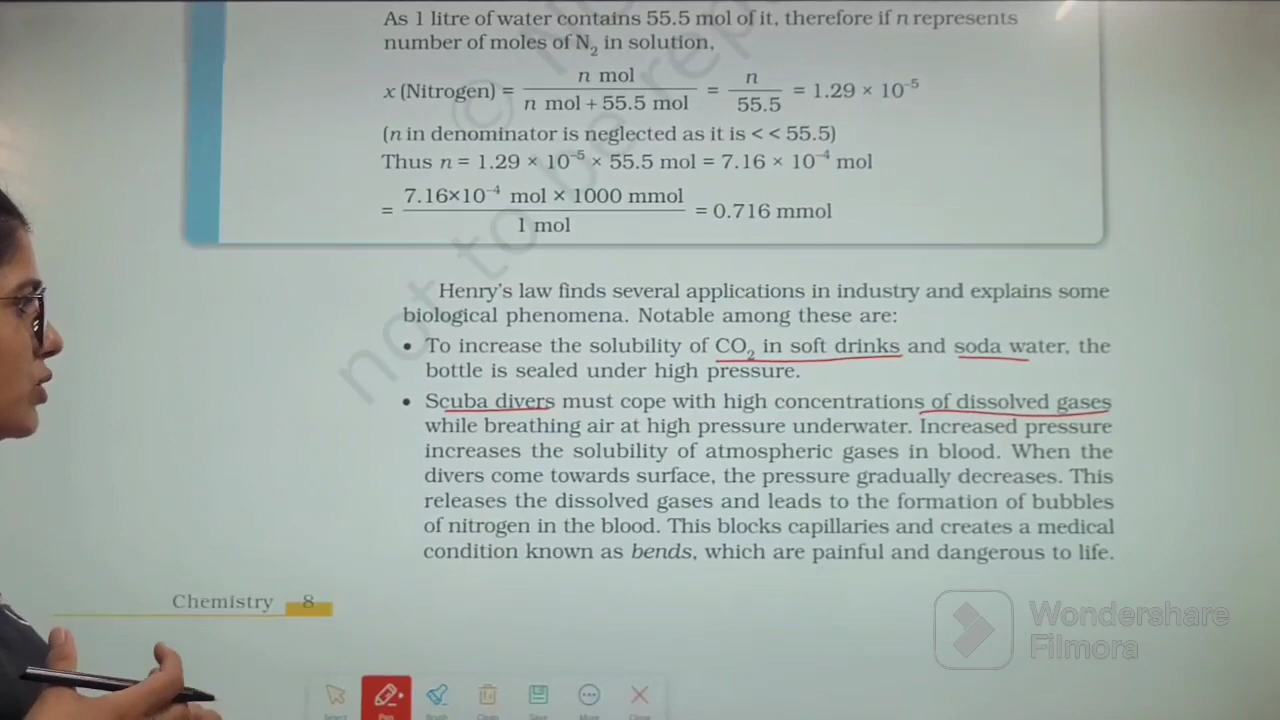 As 1 litre of water contains 55.5 mol of it, therefore if n represents
number of moles of N₂ in solution,
x (Nitrogen) = n mol / n mol + 55.5 mol = n / 55.5 = 1.29 × 10⁻⁵
(n in denominator is neglected as it is < < 55.5)
Thus n = 1.29 × 10⁻⁵ × 55.5 mol = 7.16 × 10⁻⁴ mol
= 7.16×10⁻⁴ mol × 1000 mmol / 1 mol = 0.716 mmol
Henry's law finds several applications in industry and explains some
biological phenomena. Notable among these are:
• To increase the solubility of CO₂ in soft drinks and soda water, the
bottle is sealed under high pressure.
• Scuba divers must cope with high concentrations of dissolved gases
while breathing air at high pressure underwater. Increased pressure
increases the solubility of atmospheric gases in blood. When the
divers come towards surface, the pressure gradually decreases. This
releases the dissolved gases and leads to the formation of bubbles
of nitrogen in the blood. This blocks capillaries and creates a medical
condition known as bends, which are painful and dangerous to life.
Chemistry 8
Wondershare
Filmora
not to be
Select Pen Save More Close